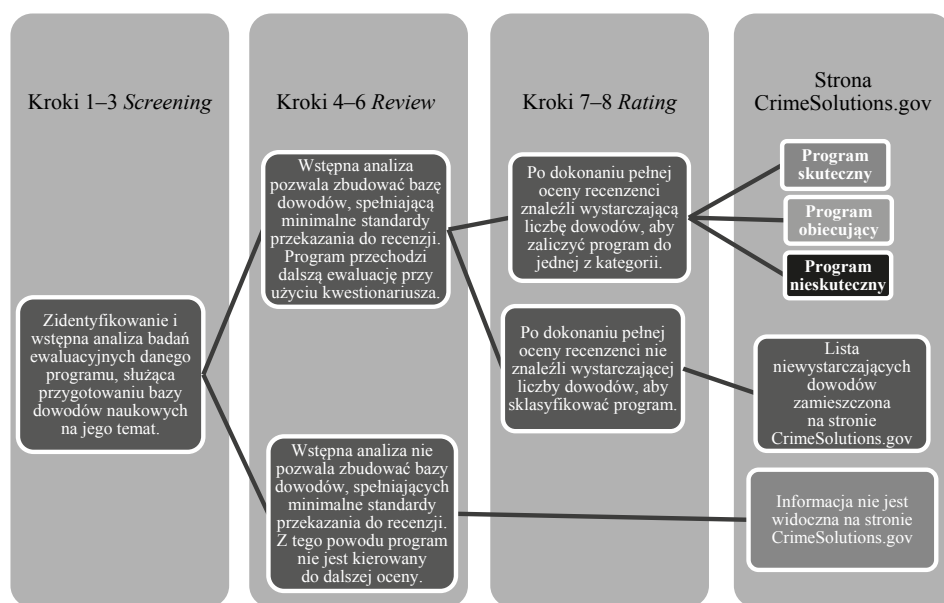 Kroki 1–3 Screening
Zidentyfikowanie i
wstępna analiza badań
ewaluacyjnych danego
programu, służąca
przygotowaniu bazy
dowodów naukowych
na jego temat.
Kroki 4–6 Review
Wstępna analiza
pozwala zbudować bazę
dowodów, spełniającą
minimalne standardy
przekazania do recenzji.
Program przechodzi
dalszą ewaluację przy
użyciu kwestionariusza.
Wstępna analiza nie
pozwala zbudować bazy
dowodów, spełniających
minimalne standardy
przekazania do recenzji.
Z tego powodu program
nie jest kierowany
do dalszej oceny.
Kroki 7–8 Rating
Po dokonaniu pełnej
oceny recenzenci
znaleźli wystarczającą
liczbę dowodów, aby
zaliczyć program do
jednej z kategorii.
Po dokonaniu pełnej
oceny recenzenci nie
znaleźli wystarczającej
liczby dowodów, aby
sklasyfikować program.
Strona
CrimeSolutions.gov
Program
skuteczny
Program
obiecujący
Program
nieskuteczny
Lista
niewystarczających
dowodów
zamieszczona
na stronie
CrimeSolutions.gov
Informacja nie jest
widoczna na stronie
CrimeSolutions.gov